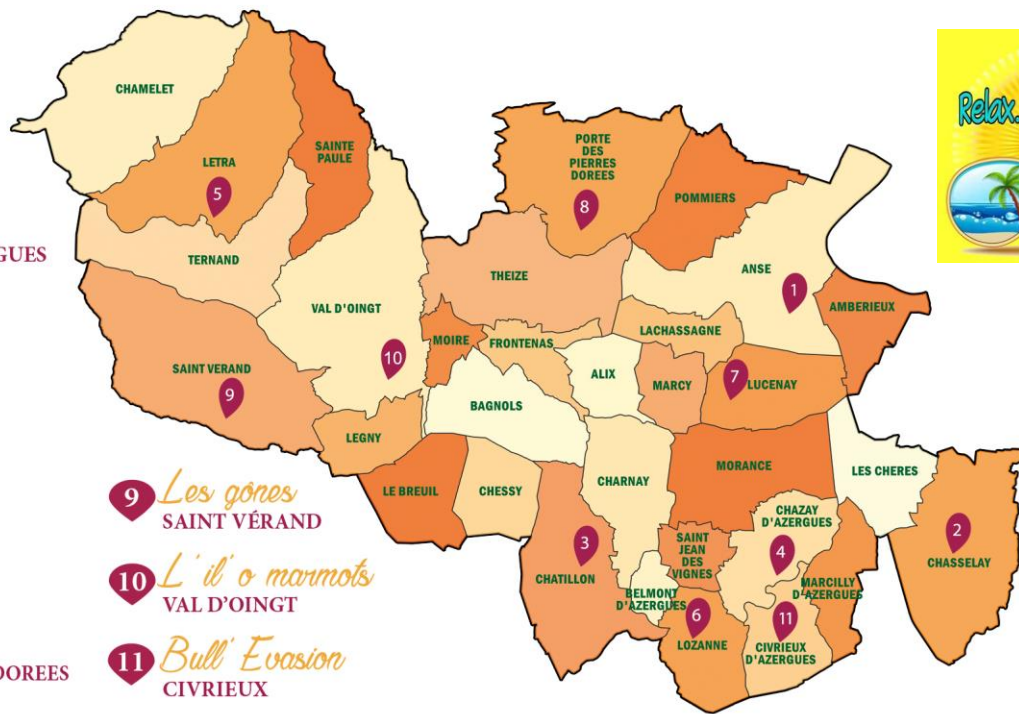 CHAMELET
LETRA
5
SAINTE
PAULE
PORTE
DES
PIERRES
DOREES
8
POMMIERS
Relax.
GUES
TERNAND
THEIZE
ANSE
1
AMBERIEUX
VAL D'OINGT
10
MOIRE
FRONTENAS
LACHASSAGNE
SAINT VERAND
9
ALIX
MARCY
7
LUCENAY
BAGNOLS
LEGNY
LE BREUIL
CHESSY
CHARNAY
MORANCE
LES CHERES
CHAZAY
D'AZERGUES
4
2
CHASSELAY
3
CHATILLON
SAINT
JEAN
DES
VIGNES
BELMONT
D'AZERGUES
MARCILLY
D'AZERGUES
6
LOZANNE
11
CIVRIEUX
D'AZERGUES
9 Les gônes
SAINT VÉRAND
10 L' il' o marmots
VAL D'OINGT
DOREES
11 Bull' Evasion
CIVRIEUX